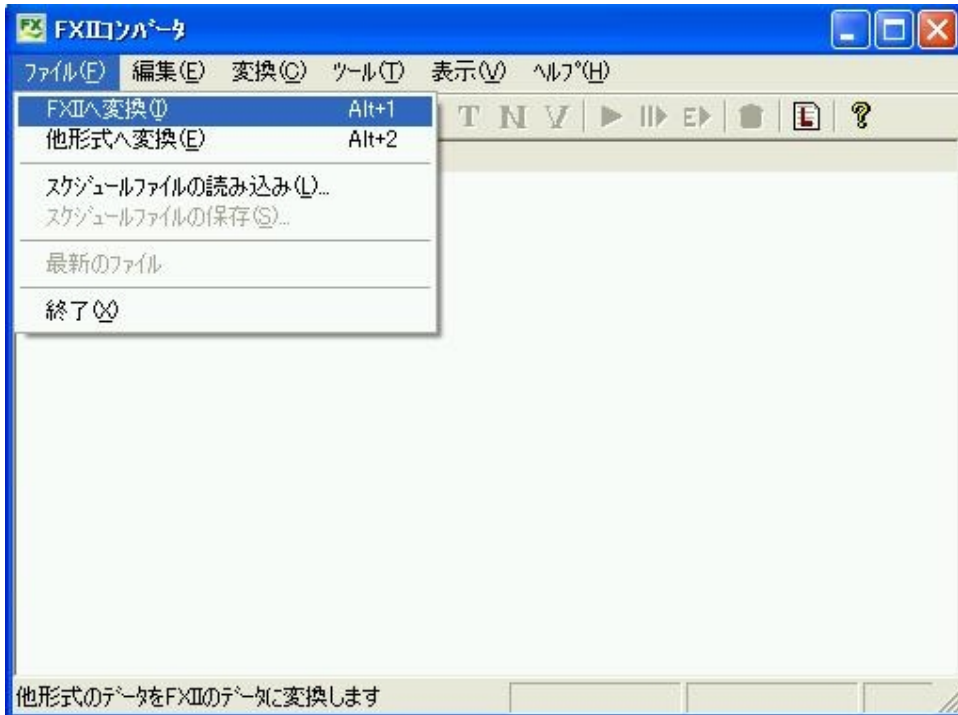 FXⅡｺﾝﾊﾞｰﾀ
ﾌｧｲﾙ(F) 編集(E) 変換(C) ﾂｰﾙ(T) 表示(V) ﾍﾙﾌﾟ(H)
FXⅡへ変換(I) Alt+1
他形式へ変換(E) Alt+2
ｽｹｼﾞｭｰﾙﾌｧｲﾙの読み込み(L)...
ｽｹｼﾞｭｰﾙﾌｧｲﾙの保存(S)...
最新のﾌｧｲﾙ
終了(X)
T N V E L ?
他形式のﾃﾞｰﾀをFXⅡのﾃﾞｰﾀに変換します